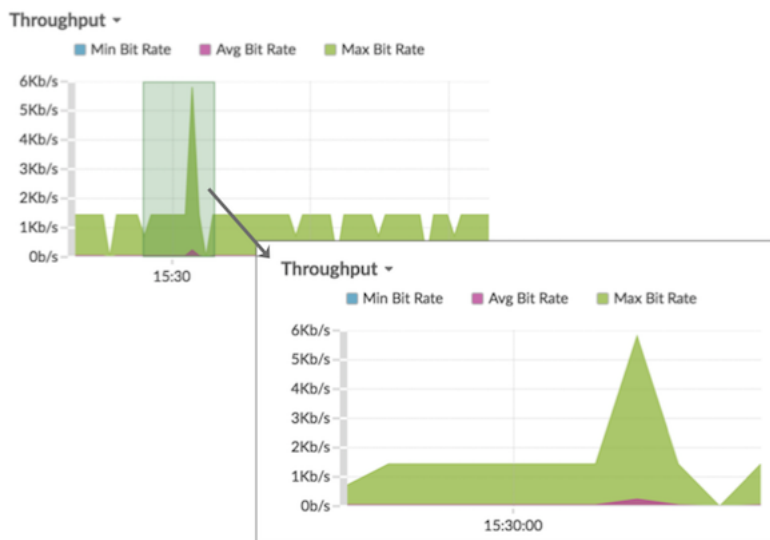 Throughput
Min Bit Rate Avg Bit Rate Max Bit Rate
6Kb/s
5Kb/s
4Kb/s
3Kb/s
2Kb/s
1Kb/s
0b/s
15:30
Throughput
Min Bit Rate Avg Bit Rate Max Bit Rate
6Kb/s
5Kb/s
4Kb/s
3Kb/s
2Kb/s
1Kb/s
0b/s
15:30:00